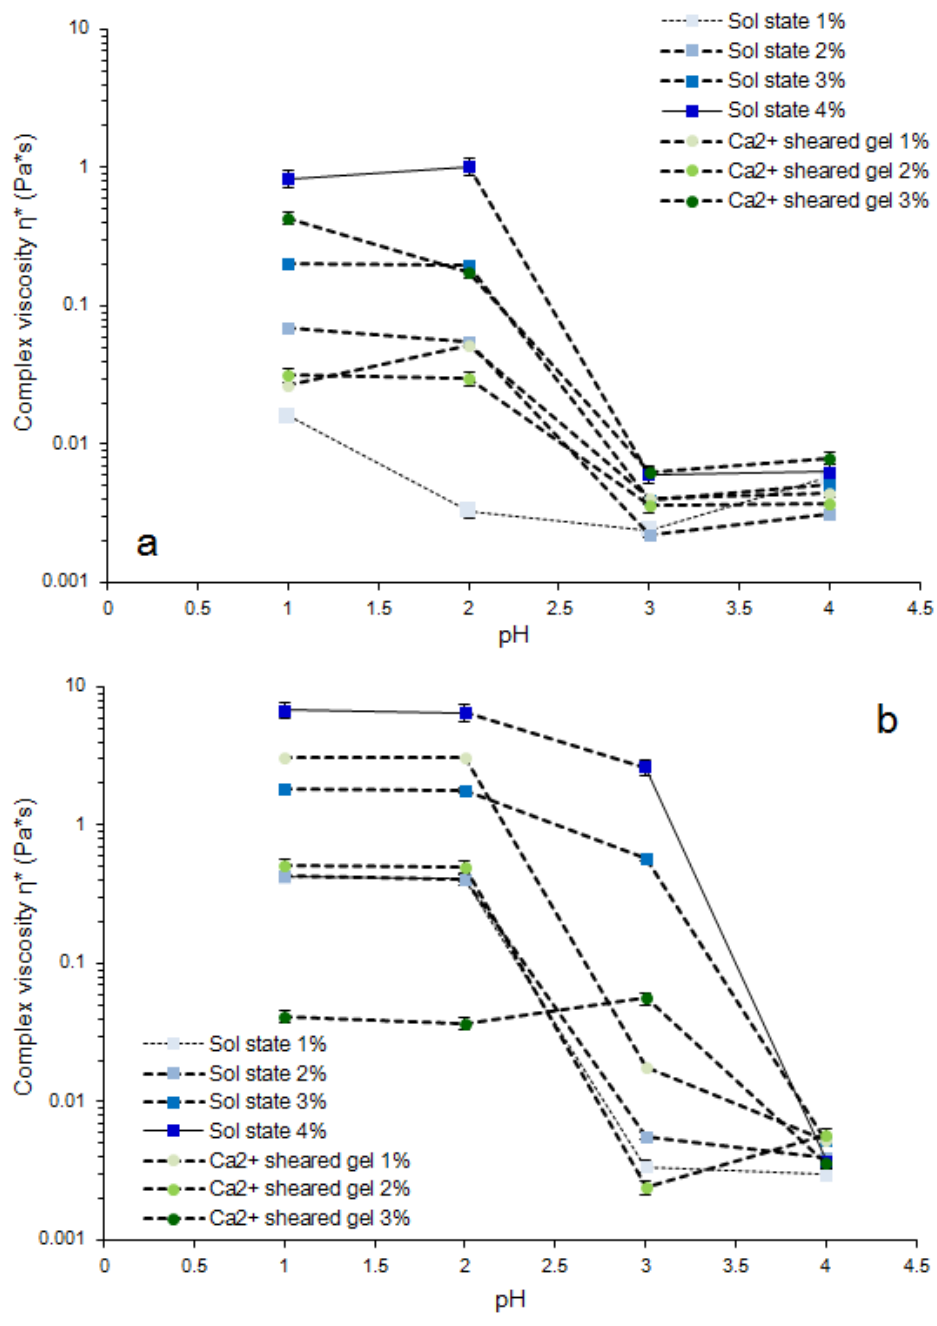 10
1
0.1
0.01
0.001
Complex viscosity η* (Pa*s)
Sol state 1%
Sol state 2%
Sol state 3%
Sol state 4%
Ca2+ sheared gel 1%
Ca2+ sheared gel 2%
Ca2+ sheared gel 3%
a
0 0.5 1 1.5 2 2.5 3 3.5 4 4.5
pH
10
1
0.1
0.01
0.001
Complex viscosity η* (Pa*s)
b
Sol state 1%
Sol state 2%
Sol state 3%
Sol state 4%
Ca2+ sheared gel 1%
Ca2+ sheared gel 2%
Ca2+ sheared gel 3%
0 0.5 1 1.5 2 2.5 3 3.5 4 4.5
pH